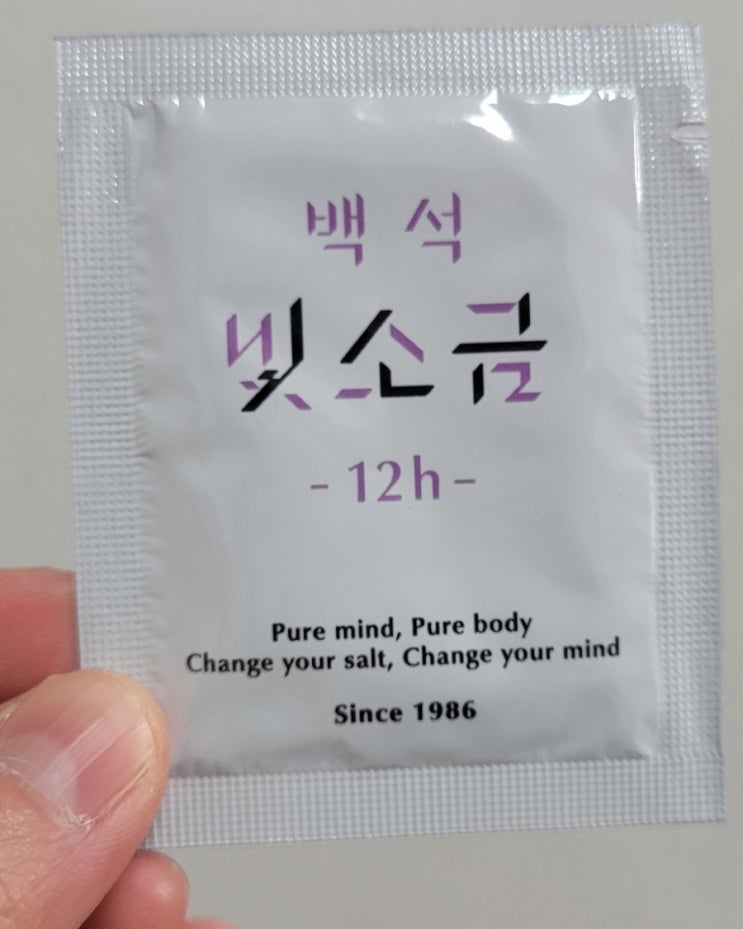 백석
빛소금
- 12h -
Pure mind, Pure body
Change your salt, Change your mind
Since 1986